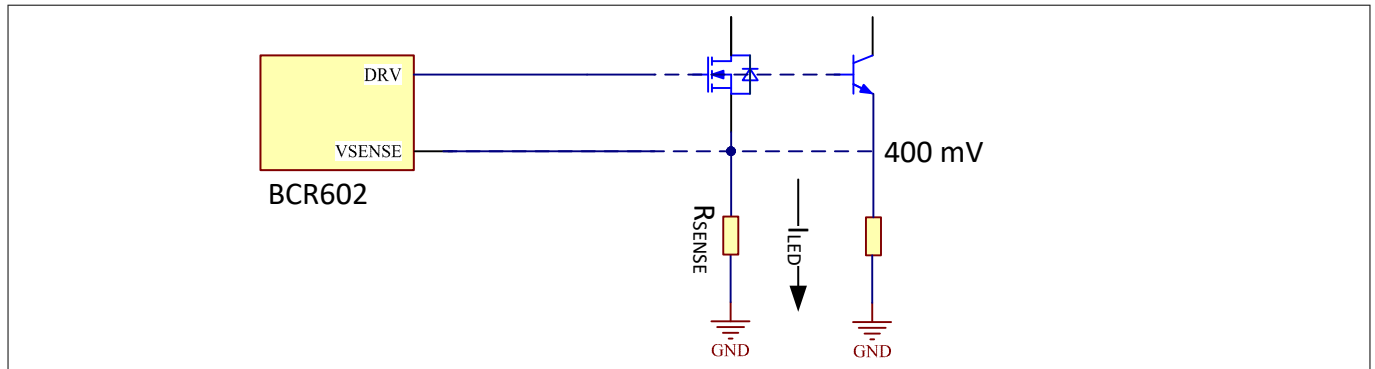 DRV
VSENSE
400 mV
BCR602
RSENSE
ILED
GND
GND